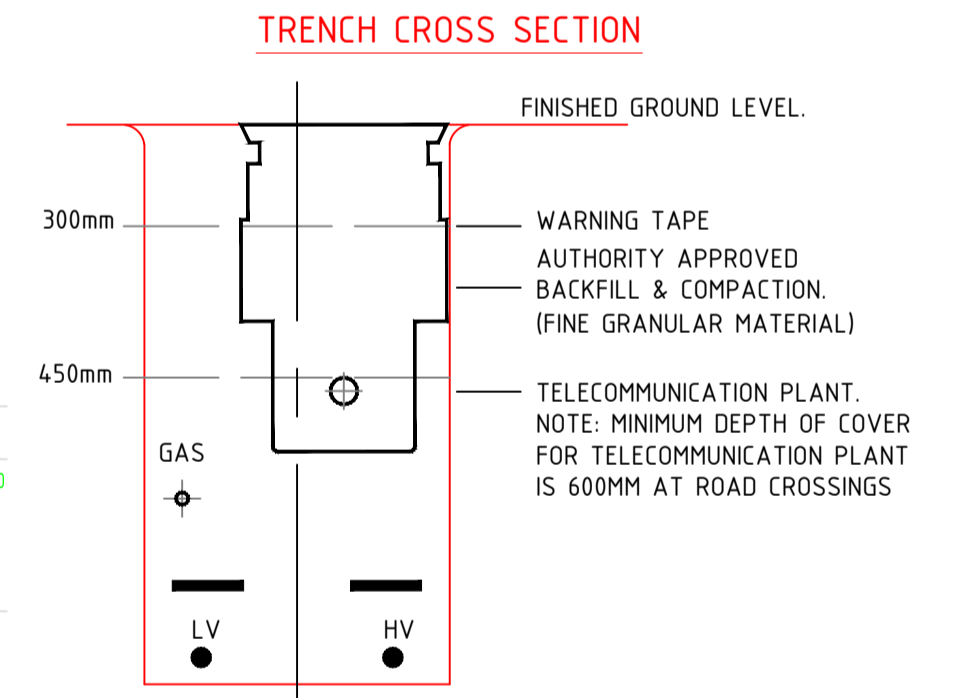 TRENCH CROSS SECTION
FINISHED GROUND LEVEL.
300mm
WARNING TAPE
AUTHORITY APPROVED
BACKFILL & COMPACTION.
(FINE GRANULAR MATERIAL)
450mm
TELECOMMUNICATION PLANT.
NOTE: MINIMUM DEPTH OF COVER
FOR TELECOMMUNICATION PLANT
IS 600MM AT ROAD CROSSINGS
GAS
LV
HV